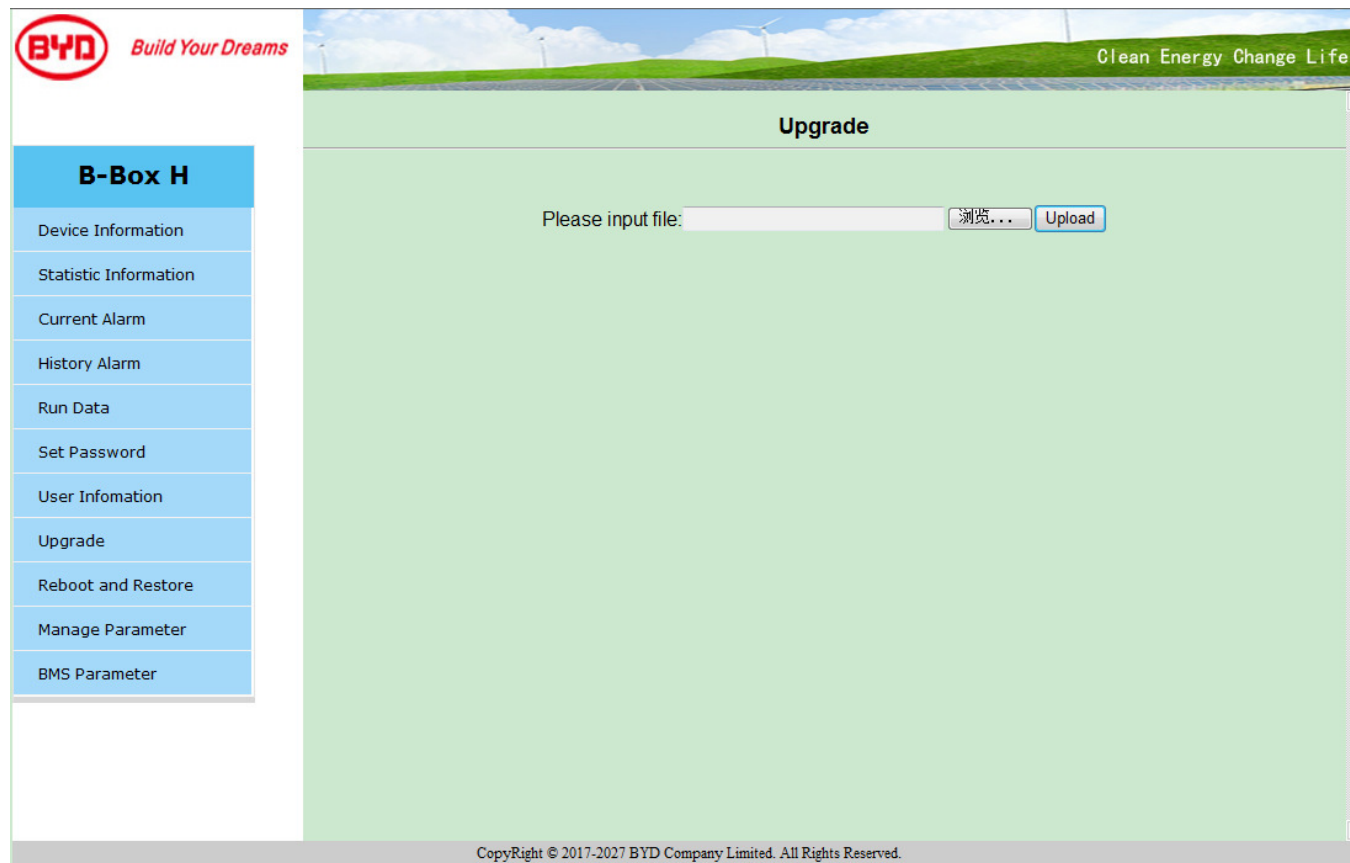 BYD Build Your Dreams
Clean Energy Change Life
Upgrade
B-Box H
Device Information
Statistic Information
Current Alarm
History Alarm
Run Data
Set Password
User Infomation
Upgrade
Reboot and Restore
Manage Parameter
BMS Parameter
Please input file: 浏览... Upload
CopyRight © 2017-2027 BYD Company Limited. All Rights Reserved.